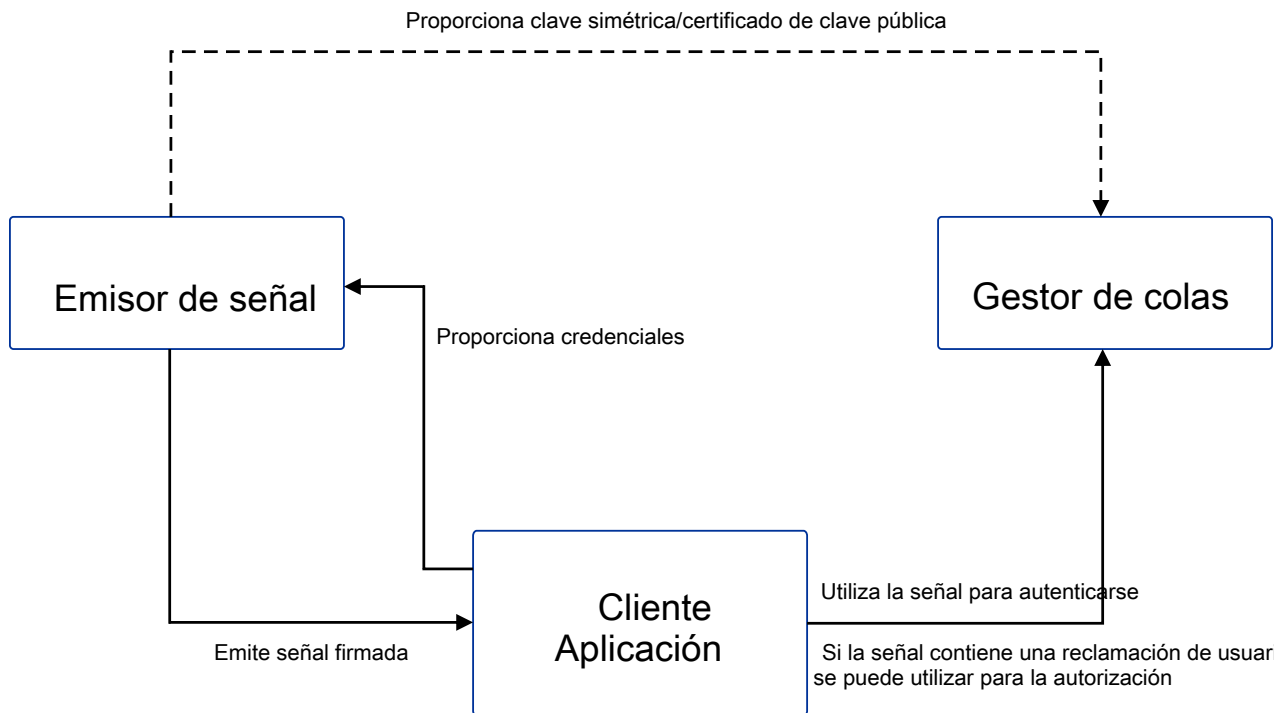 Proporciona clave simétrica/certificado de clave pública
Emisor de señal
Gestor de colas
Proporciona credenciales
Cliente
Aplicación
Utiliza la señal para autenticarse
Emite señal firmada
Si la señal contiene una reclamación de usuar
se puede utilizar para la autorización